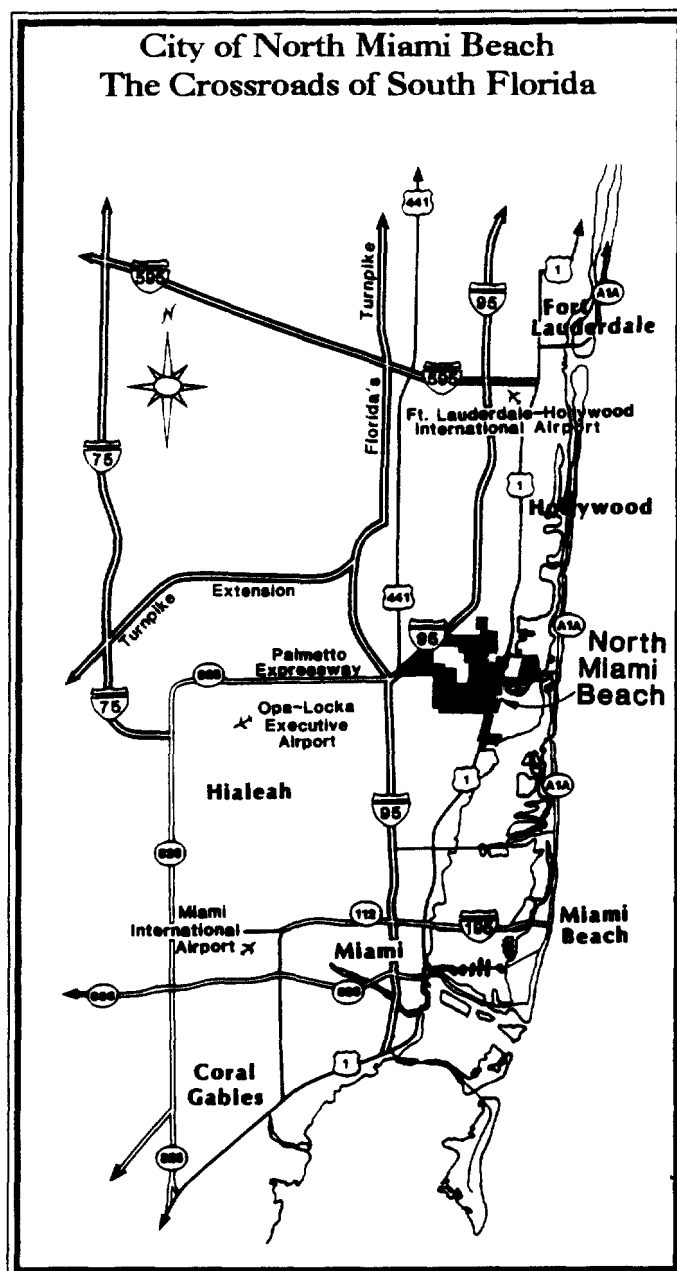 City of North Miami Beach
The Crossroads of South Florida
441
595
1
A1A
95
Turnpike
Fort
Lauderdale
N
595
Florida's
Ft. Lauderdale-Hollywood
International Airport
75
1
Hollywood
441
Extension
Turnpike
95
A1A
North
Miami
Beach
Palmetto
Expressway
826
75
Opa-Locka
Executive
Airport
1
Hialeah
95
A1A
826
112
195
Miami
International
Airport
Miami
Beach
Miami
836
836
1
Coral
Gables
826